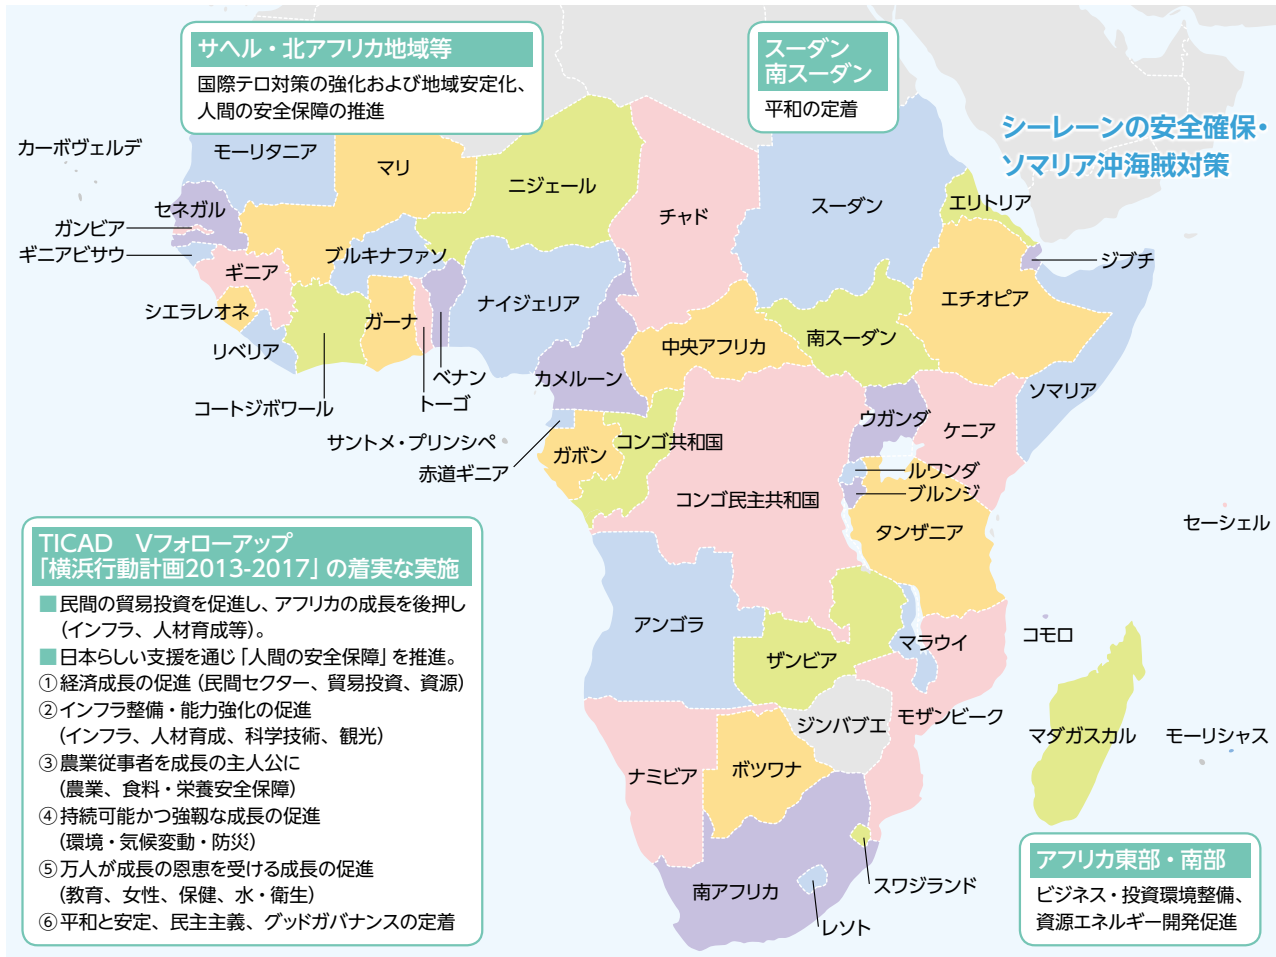 サヘル・北アフリカ地域等
国際テロ対策の強化および地域安定化、
人間の安全保障の推進
スーダン
南スーダン
平和の定着
シーレーンの安全確保・
ソマリア沖海賊対策
カーボヴェルデ
モーリタニア
マリ
ニジェール
チャド
スーダン
エリトリア
セネガル
ガンビア
ギニアビサウ
ギニア
ブルキナファソ
ジブチ
シエラレオネ
ガーナ
ナイジェリア
エチオピア
リベリア
中央アフリカ
南スーダン
ベナン
カメルーン
ソマリア
コートジボワール
トーゴ
ウガンダ
ケニア
サントメ・プリンシペ
コンゴ共和国
赤道ギニア
ガボン
ルワンダ
コンゴ民主共和国
ブルンジ
タンザニア
セーシェル
TICAD Vフォローアップ
「横浜行動計画2013-2017」の着実な実施
■民間の貿易投資を促進し、アフリカの成長を後押し
(インフラ、人材育成等)。
■日本らしい支援を通じ「人間の安全保障」を推進。
①経済成長の促進(民間セクター、貿易投資、資源)
②インフラ整備・能力強化の促進
(インフラ、人材育成、科学技術、観光)
③農業従事者を成長の主人公に
(農業、食料・栄養安全保障)
④持続可能かつ強靱な成長の促進
(環境・気候変動・防災)
⑤万人が成長の恩恵を受ける成長の促進
(教育、女性、保健、水・衛生)
⑥平和と安定、民主主義、グッドガバナンスの定着
アンゴラ
ザンビア
マラウイ
コモロ
ジンバブエ
モザンビーク
マダガスカル
モーリシャス
ナミビア
ボツワナ
南アフリカ
スワジランド
レソト
アフリカ東部・南部
ビジネス・投資環境整備、
資源エネルギー開発促進